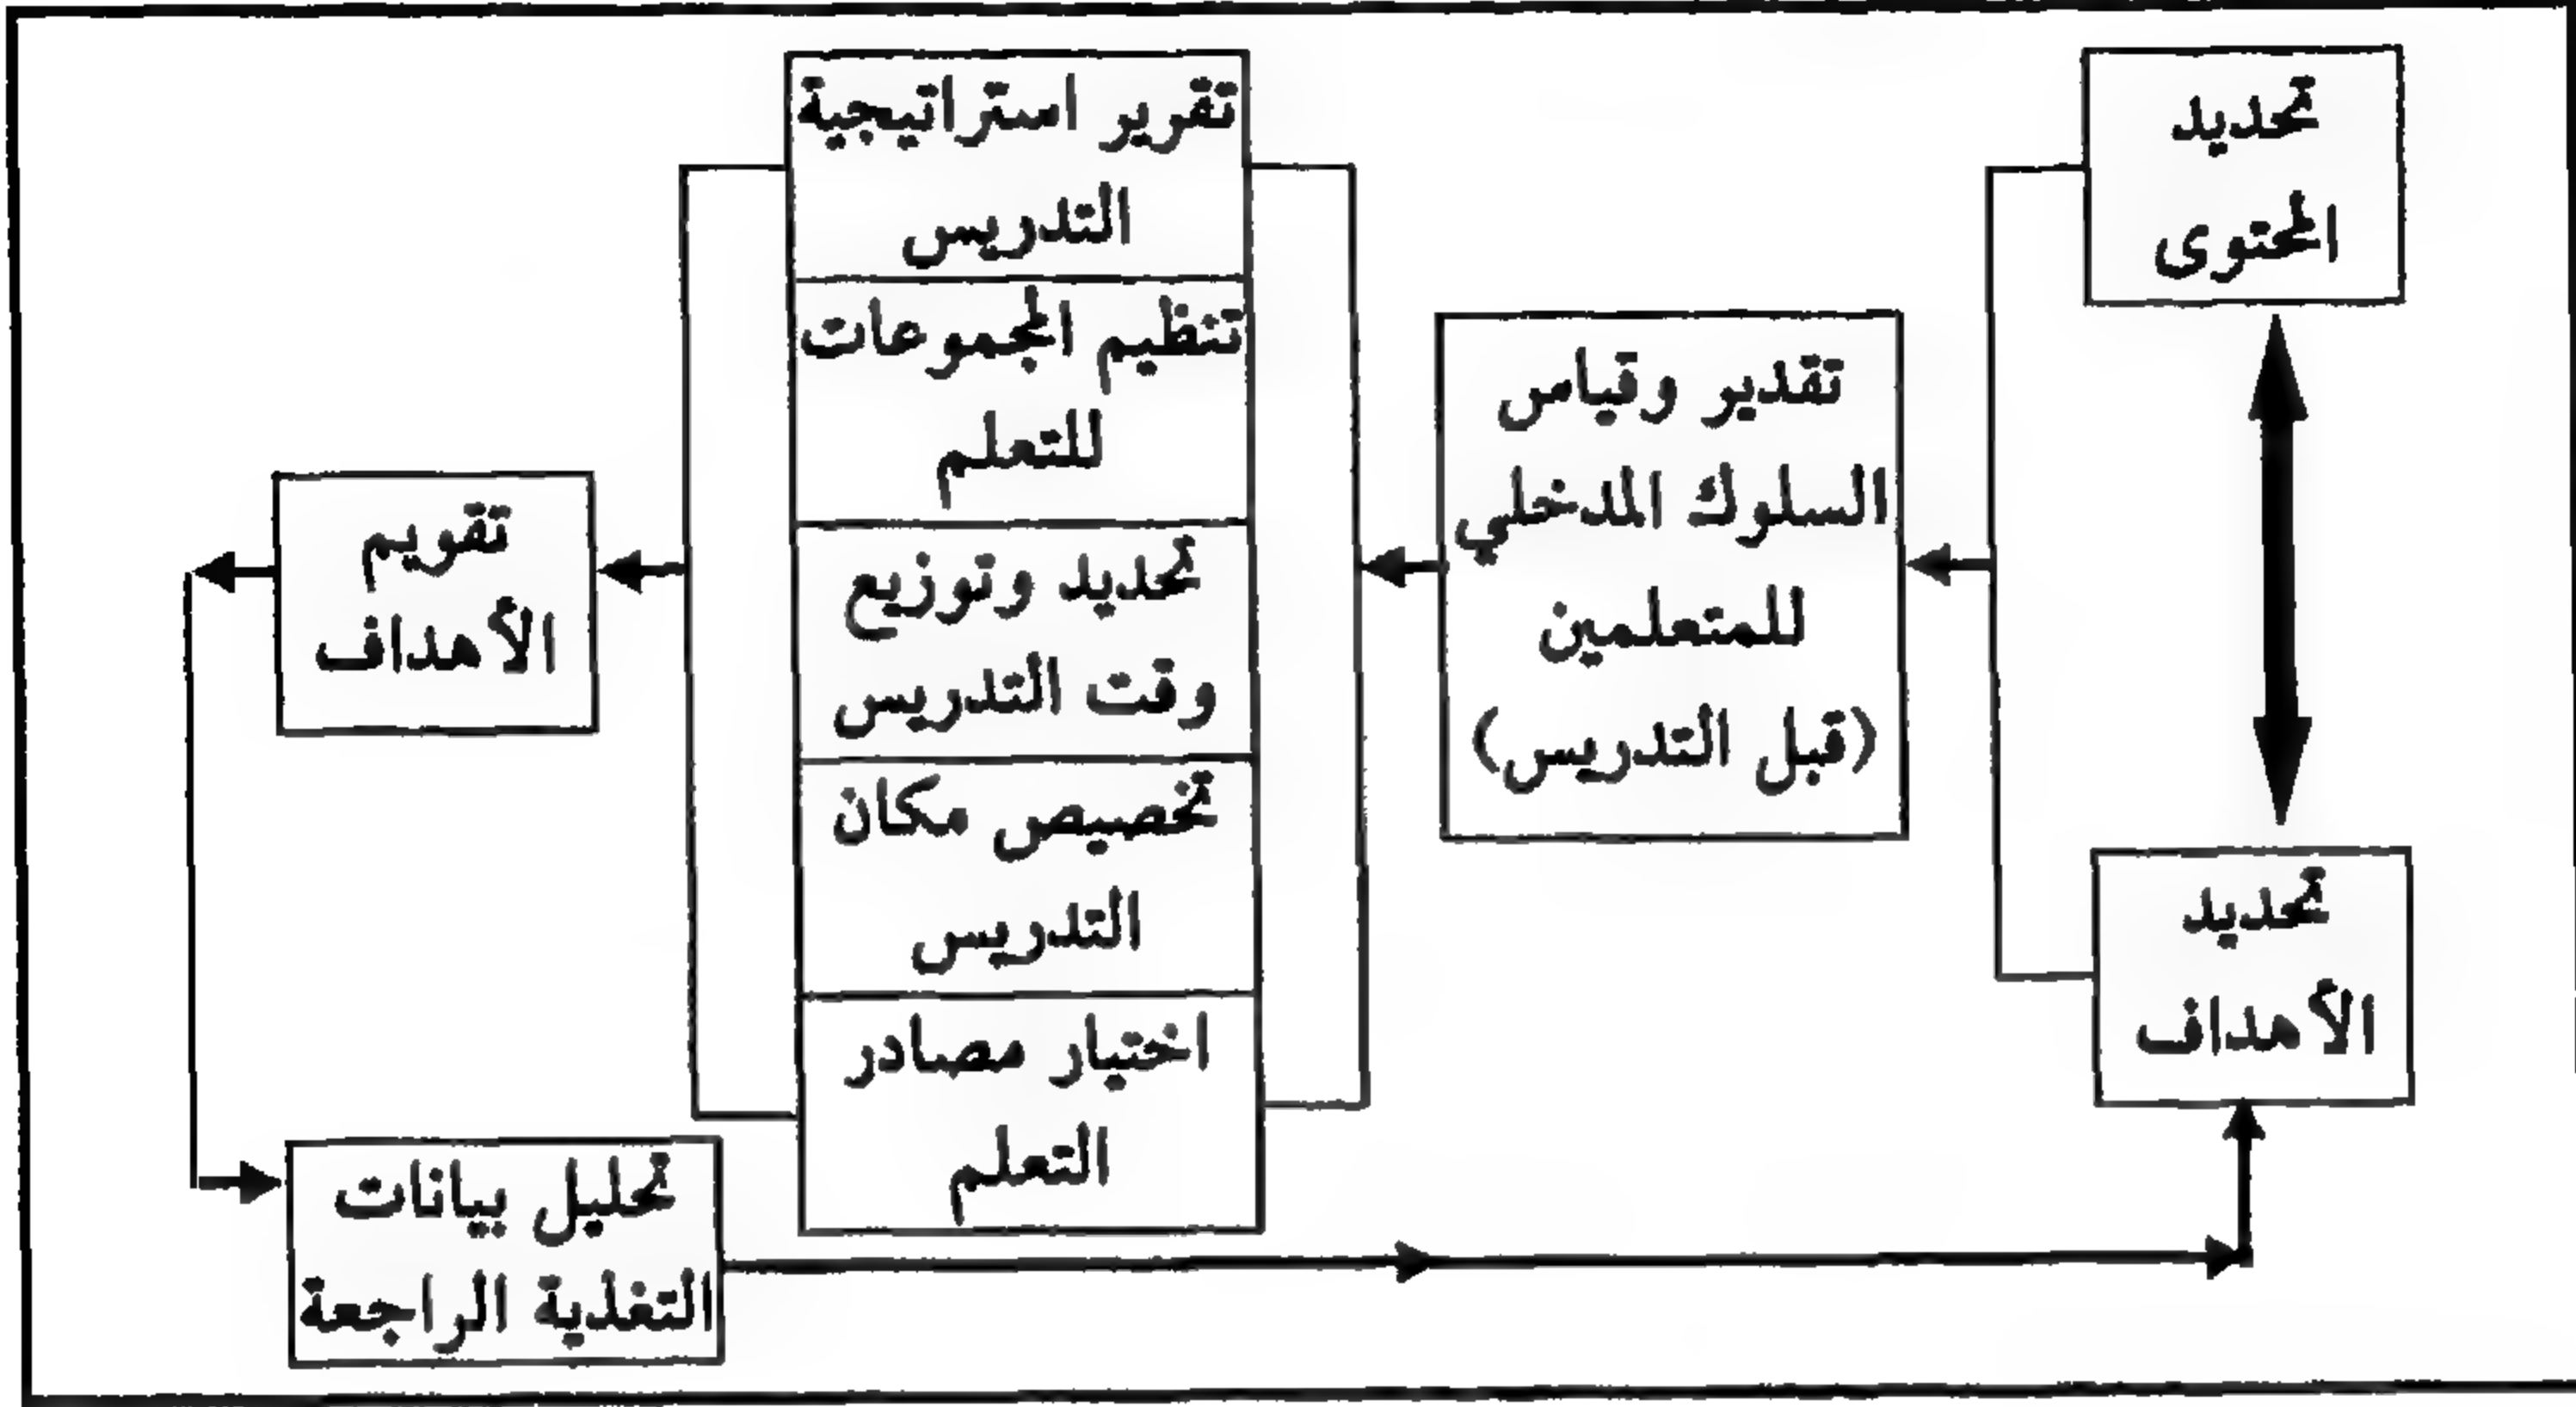 تحديد
المحتوى
تحديد
الأهداف
تقدير وقياس
السلوك المدخلي
للمتعلمين
(قبل التدريس)
تقرير استراتيجية
التدريس
تنظيم المجموعات
للتعلم
تحديد وتوزيع
وقت التدريس
تخصيص مكان
التدريس
اختيار مصادر
التعلم
تقويم
الأهداف
تحليل بيانات
التغذية الراجعة